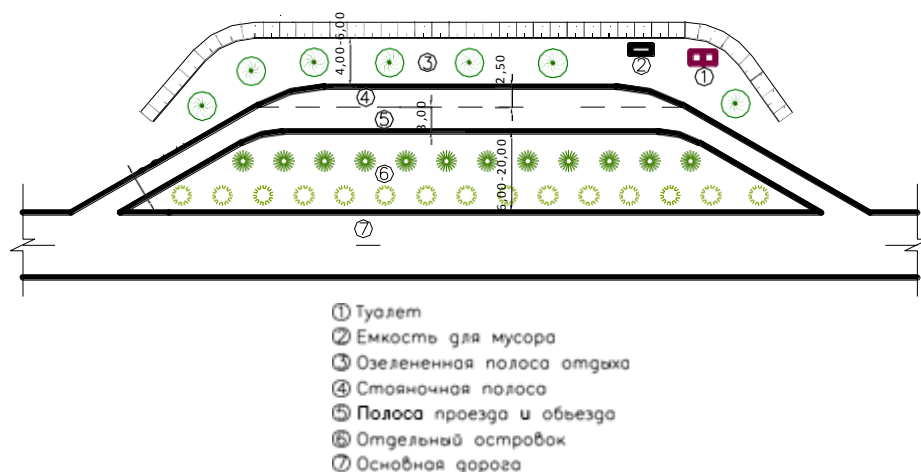 4,00-6,00
③
②
①
2,50
④
⑤
3,00
⑥
6,00-20,00
⑦
① Туалет
② Емкость для мусора
③ Озелененная полоса отдыха
④ Стояночная полоса
⑤ Полоса проезда и обьезда
⑥ Отдельный островок
⑦ Основная дорога